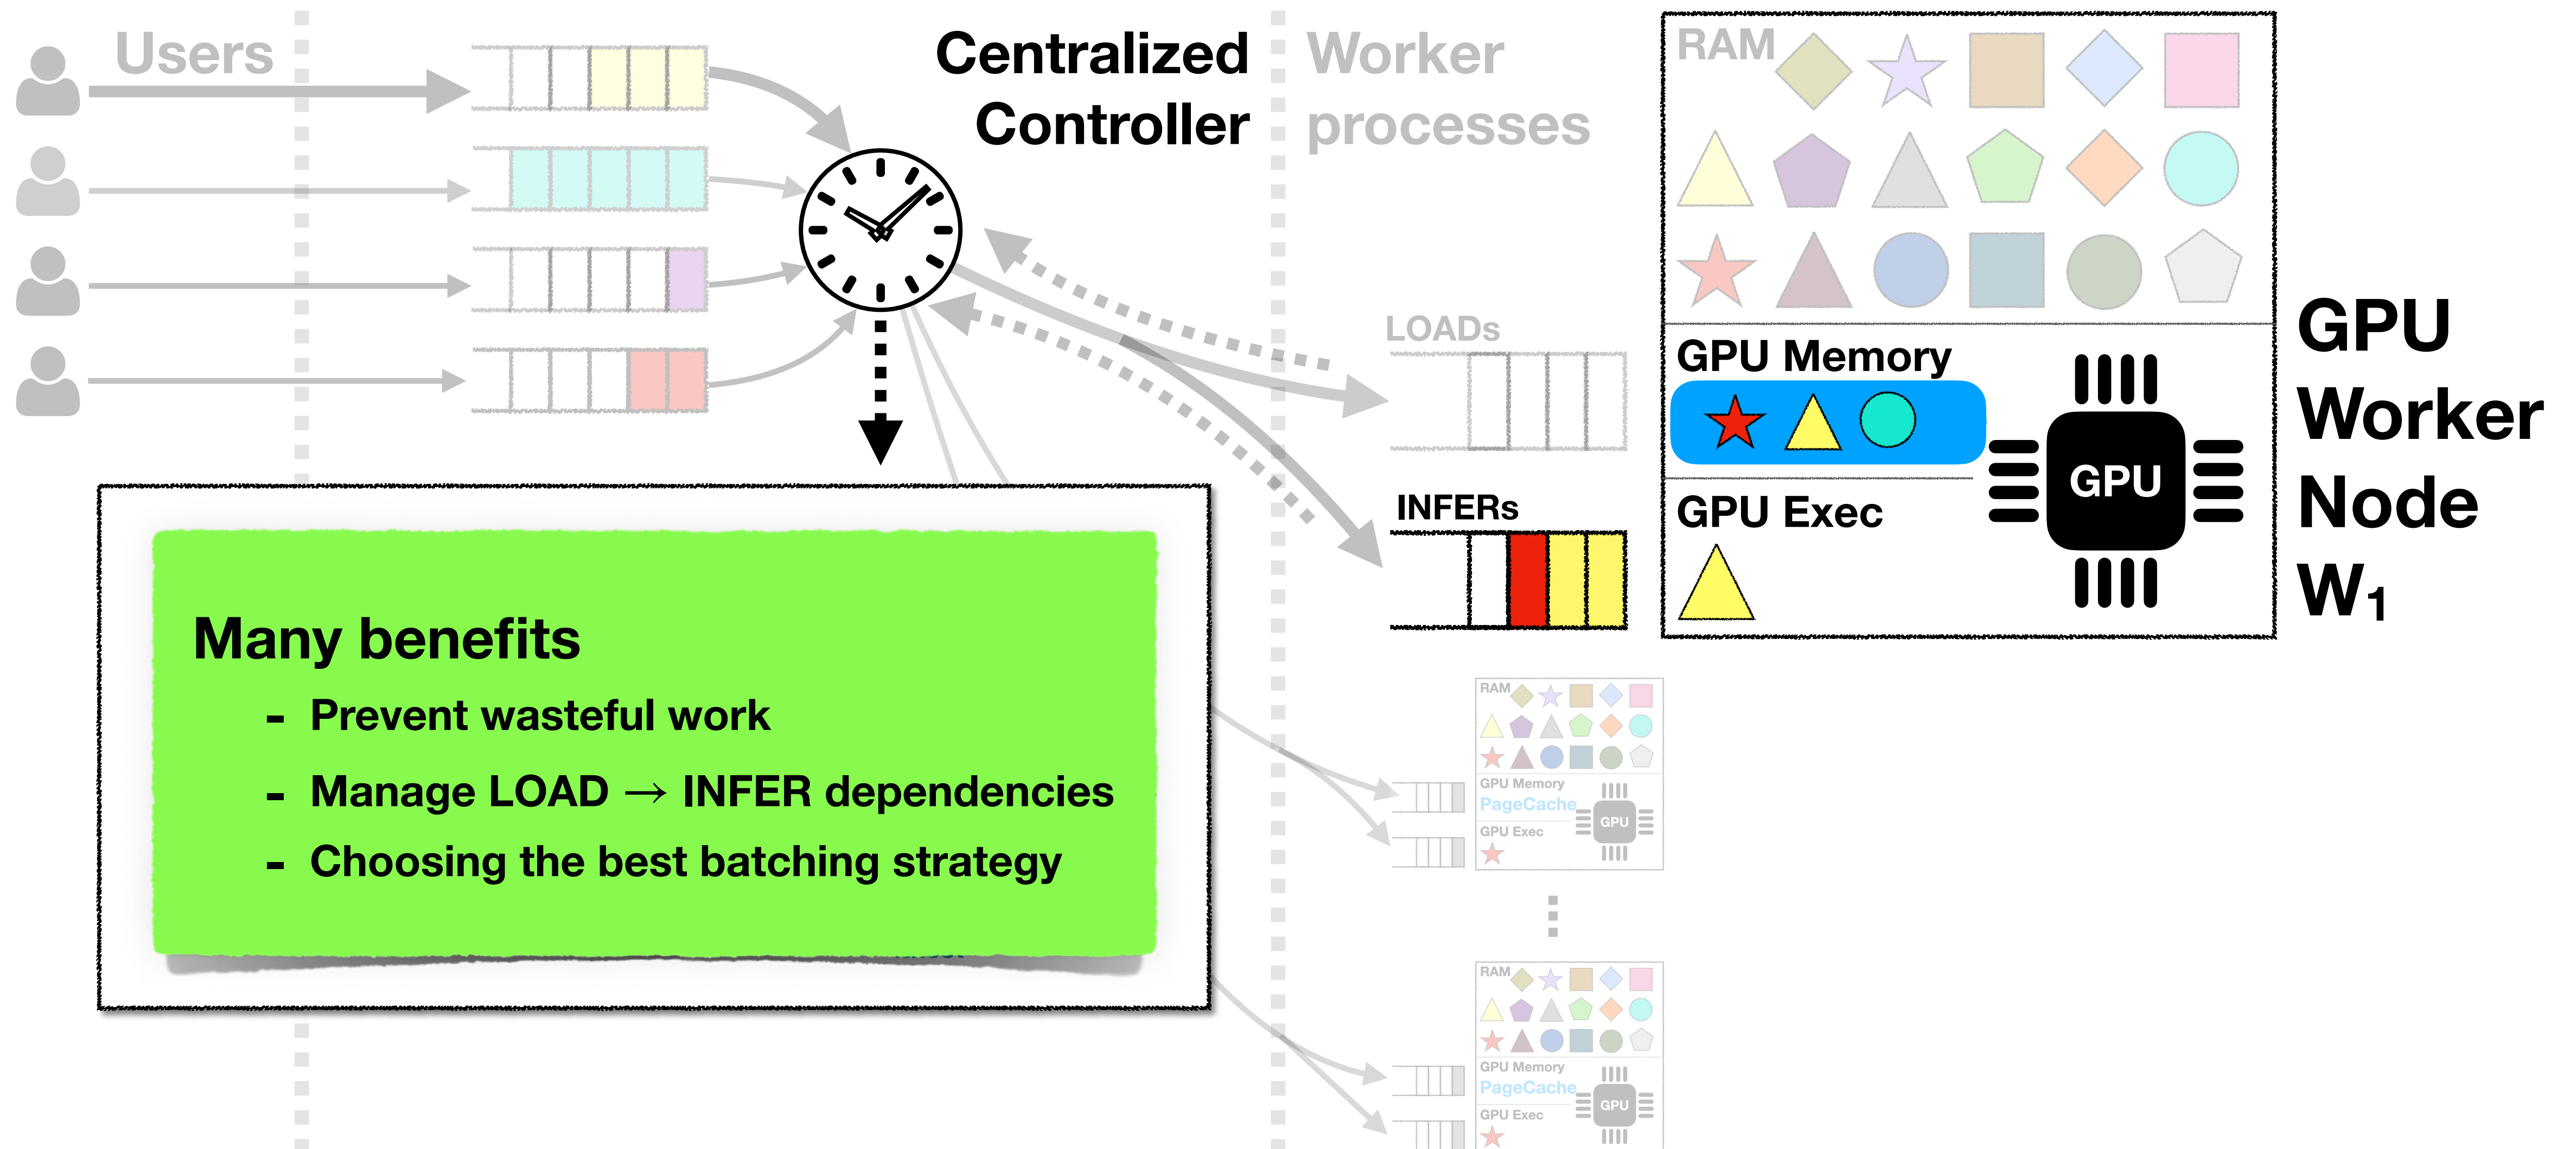 Users
Centralized
Controller
Worker
processes
RAM
LOADs
INFERs
GPU Memory
GPU Exec
GPU
GPU
Worker
Node
W₁
Many benefits
- Prevent wasteful work
- Manage LOAD → INFER dependencies
- Choosing the best batching strategy
RAM
GPU Memory
PageCache
GPU Exec
GPU
RAM
GPU Memory
PageCache
GPU Exec
GPU